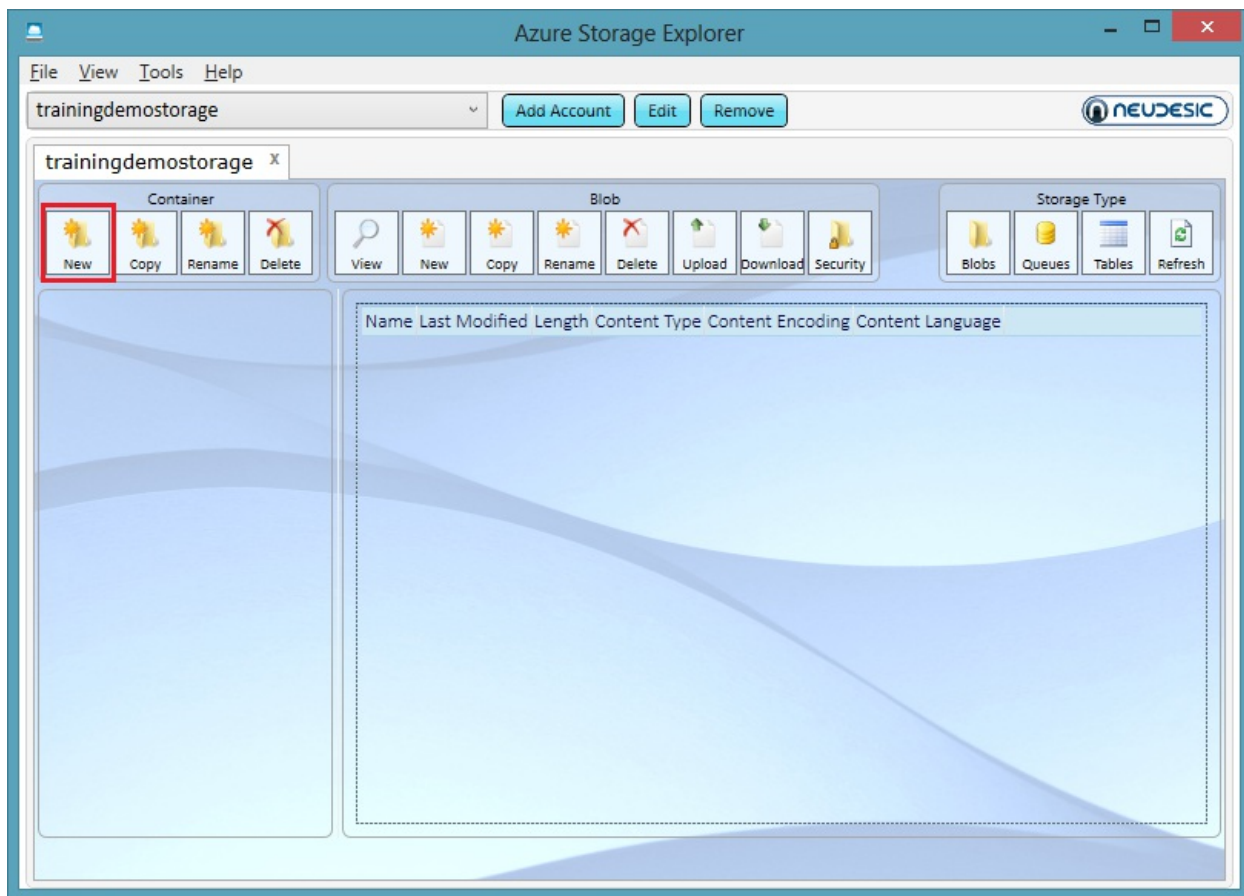 Azure Storage Explorer
File View Tools Help
trainingdemostorage Add Account Edit Remove NEUDESIC
trainingdemostorage X
Container Blob Storage Type
New Copy Rename Delete View New Copy Rename Delete Upload Download Security Blobs Queues Tables Refresh
Name Last Modified Length Content Type Content Encoding Content Language